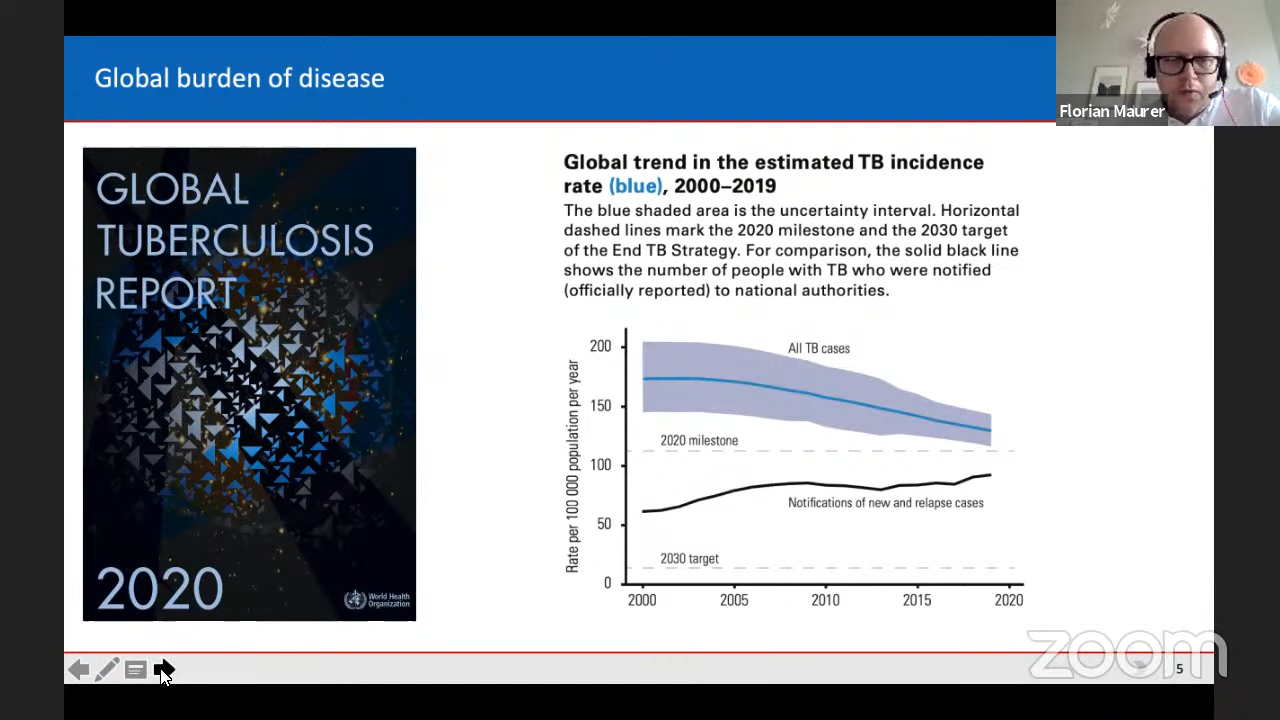 Global burden of disease
Florian Maurer
GLOBAL
TUBERCULOSIS
REPORT
2020
World Health
Organization
Global trend in the estimated TB incidence
rate (blue), 2000–2019
The blue shaded area is the uncertainty interval. Horizontal
dashed lines mark the 2020 milestone and the 2030 target
of the End TB Strategy. For comparison, the solid black line
shows the number of people with TB who were notified
(officially reported) to national authorities.
Rate per 100 000 population per year
200
150
100
50
0
All TB cases
2020 milestone
Notifications of new and relapse cases
2030 target
2000
2005
2010
2015
2020
zoom
5